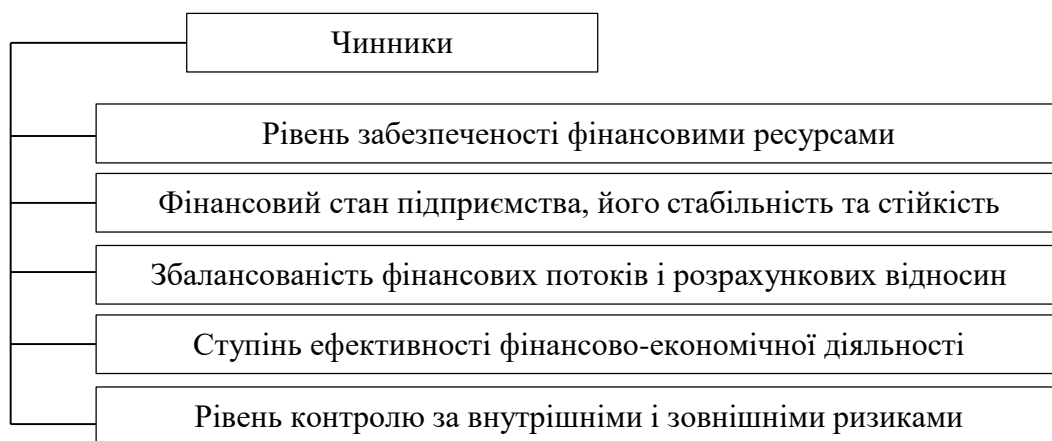 Чинники
Рівень забезпеченості фінансовими ресурсами
Фінансовий стан підприємства, його стабільність та стійкість
Збалансованість фінансових потоків і розрахункових відносин
Ступінь ефективності фінансово-економічної діяльності
Рівень контролю за внутрішніми і зовнішніми ризиками